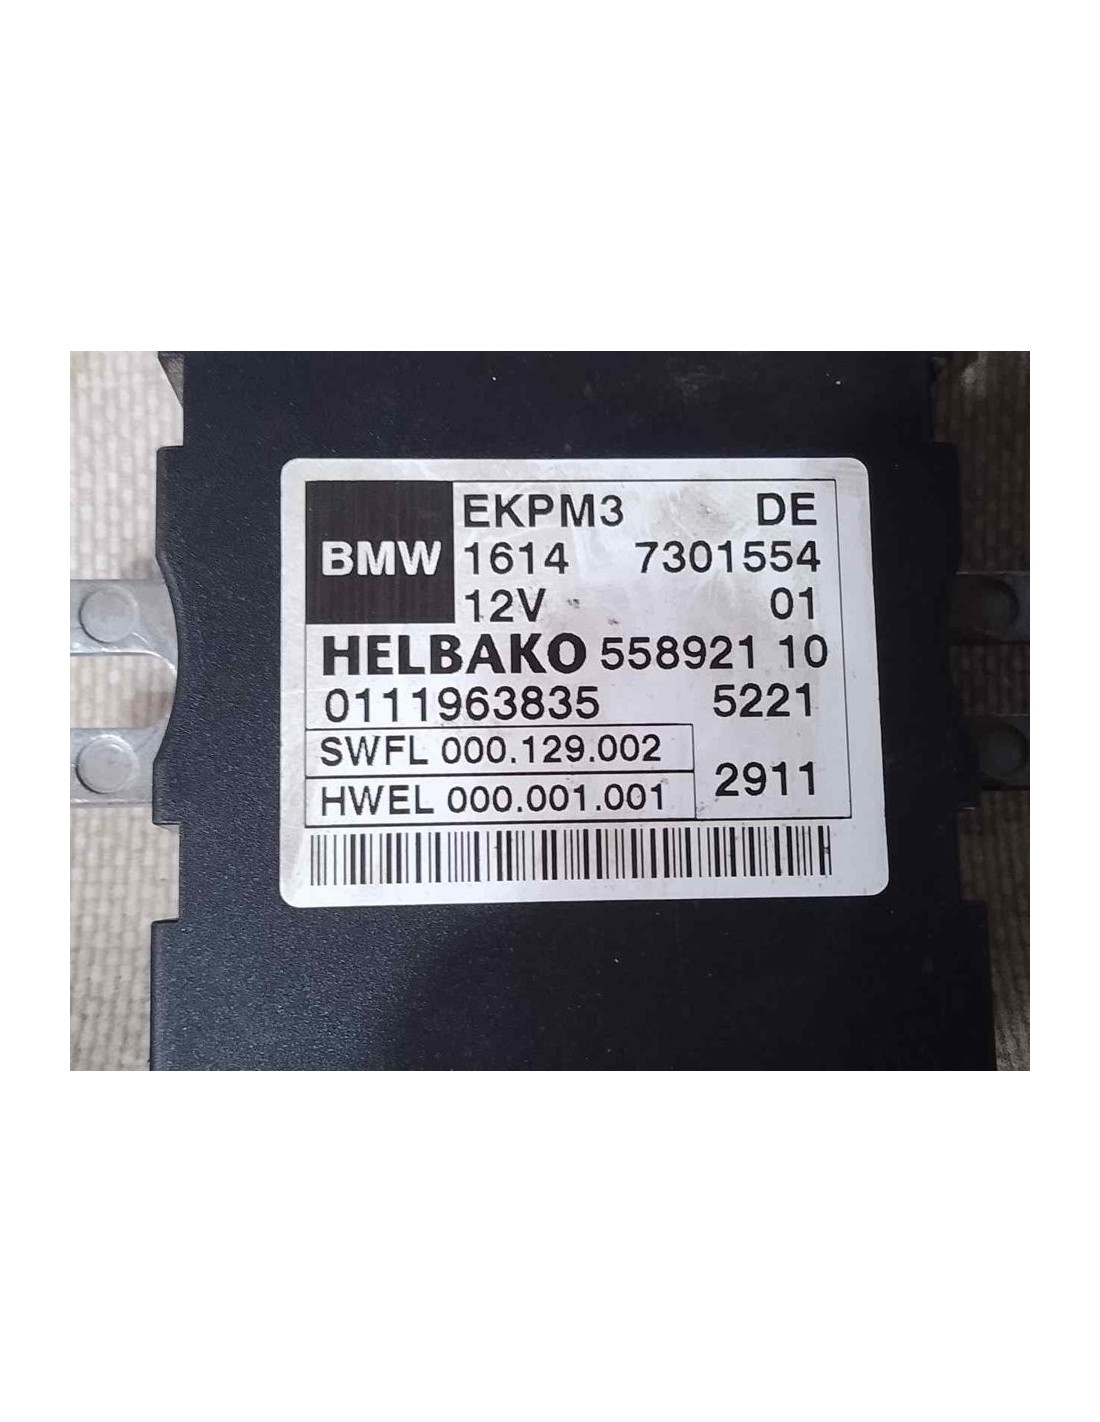 EKPM3 DE
BMW 1614 7301554
12V 01
HELBAKO 558921 10
0111963835 5221
SWFL 000.129.002
HWEL 000.001.001 2911